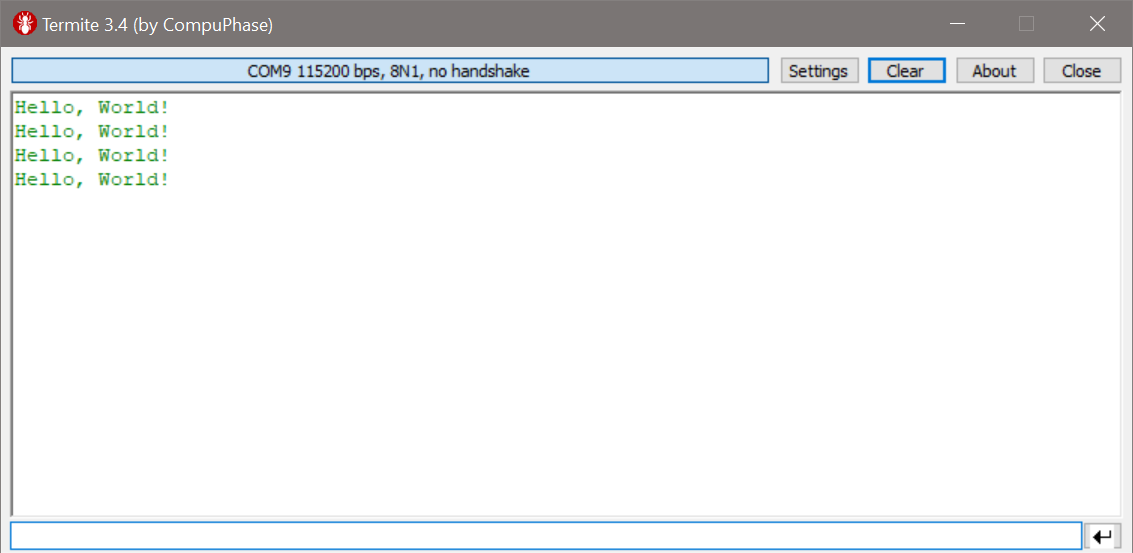 Termite 3.4 (by CompuPhase)
COM9 115200 bps, 8N1, no handshake
Settings
Clear
About
Close
Hello, World!
Hello, World!
Hello, World!
Hello, World!